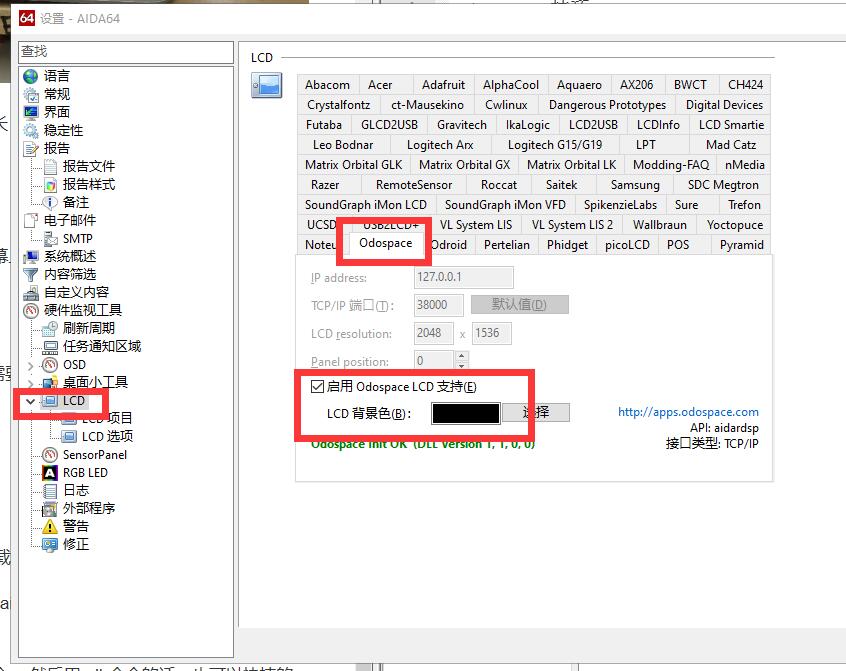 64 设置 - AIDA64
查找
语言
常规
界面
稳定性
报告
报告文件
报告样式
备注
电子邮件
SMTP
系统概述
内容筛选
自定义内容
硬件监视工具
刷新周期
任务通知区域
OSD
桌面小工具
LCD
LCD 项目
LCD 选项
SensorPanel
RGB LED
日志
外部程序
警告
修正
LCD
Abacom Acer Adafruit AlphaCool Aquaero AX206 BWCT CH424
Crystalfontz ct-Mausekino Cwlinux Dangerous Prototypes Digital Devices
Futaba GLCD2USB Gravitech IkaLogic LCD2USB LCDInfo LCD Smartie
Leo Bodnar Logitech Arx Logitech G15/G19 LPT Mad Catz
Matrix Orbital GLK Matrix Orbital GX Matrix Orbital LK Modding-FAQ nMedia
Razer RemoteSensor Roccat Saitek Samsung SDC Megtron
SoundGraph iMon LCD SoundGraph iMon VFD SpikenzieLabs Sure Trefon
UCSD USB2LCD+ VL System LIS VL System LIS 2 Wallbraun Yoctopuce
Noteu Odospace Odroid Pertelian Phidget picoLCD POS Pyramid
IP address: 127.0.0.1
TCP/IP 端口(T): 38000 默认值(D)
LCD resolution: 2048 x 1536
Panel position: 0
启用 Odospace LCD 支持(E)
LCD 背景色(B): 选择
http://apps.odospace.com
API: aidardsp
接口类型: TCP/IP
Odospace Init OK (DLL Version 1, 1, 0, 0)